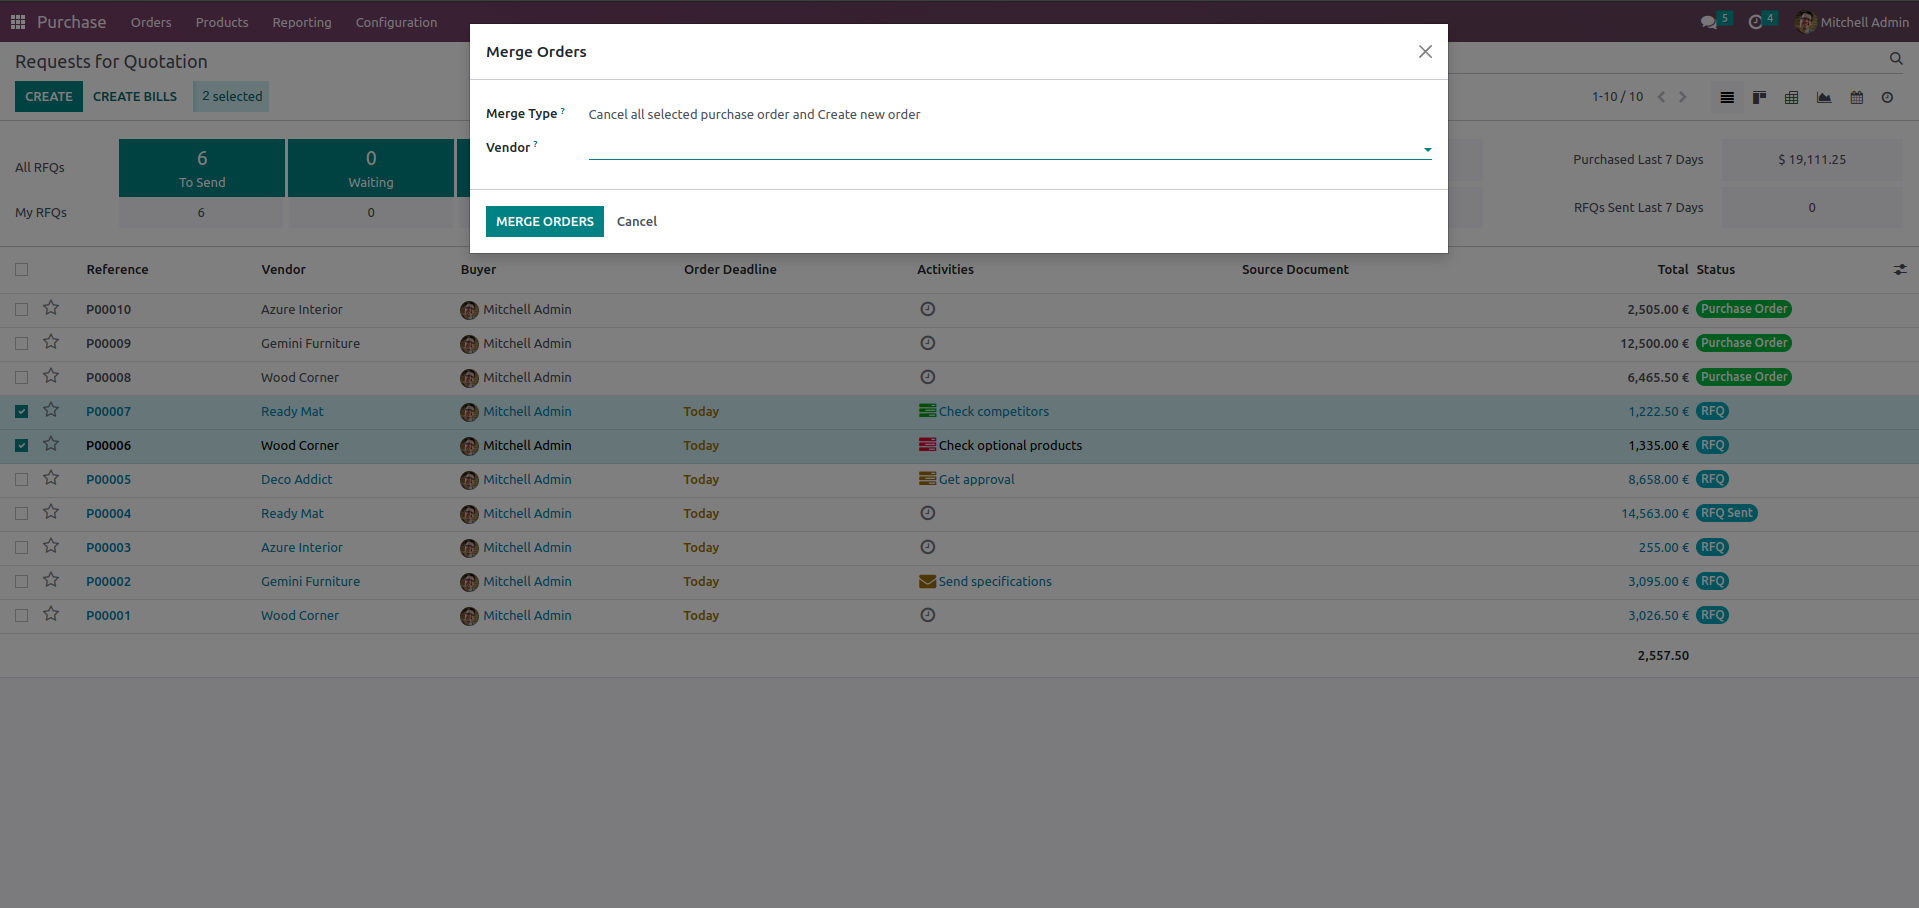 Purchase Orders Products Reporting Configuration 5 4 Mitchell Admin
Requests for Quotation
CREATE CREATE BILLS 2 selected 1-10 / 10
Merge Orders
Merge Type ? Cancel all selected purchase order and Create new order
Vendor ?
MERGE ORDERS Cancel
All RFQs 6 To Send 0 Waiting Purchased Last 7 Days $ 19,111.25
My RFQs 6 0 RFQs Sent Last 7 Days 0
Reference Vendor Buyer Order Deadline Activities Source Document Total Status
P00010 Azure Interior Mitchell Admin 2,505.00 € Purchase Order
P00009 Gemini Furniture Mitchell Admin 12,500.00 € Purchase Order
P00008 Wood Corner Mitchell Admin 6,465.50 € Purchase Order
P00007 Ready Mat Mitchell Admin Today Check competitors 1,222.50 € RFQ
P00006 Wood Corner Mitchell Admin Today Check optional products 1,335.00 € RFQ
P00005 Deco Addict Mitchell Admin Today Get approval 8,658.00 € RFQ
P00004 Ready Mat Mitchell Admin Today 14,563.00 € RFQ Sent
P00003 Azure Interior Mitchell Admin Today 255.00 € RFQ
P00002 Gemini Furniture Mitchell Admin Today Send specifications 3,095.00 € RFQ
P00001 Wood Corner Mitchell Admin Today 3,026.50 € RFQ
2,557.50